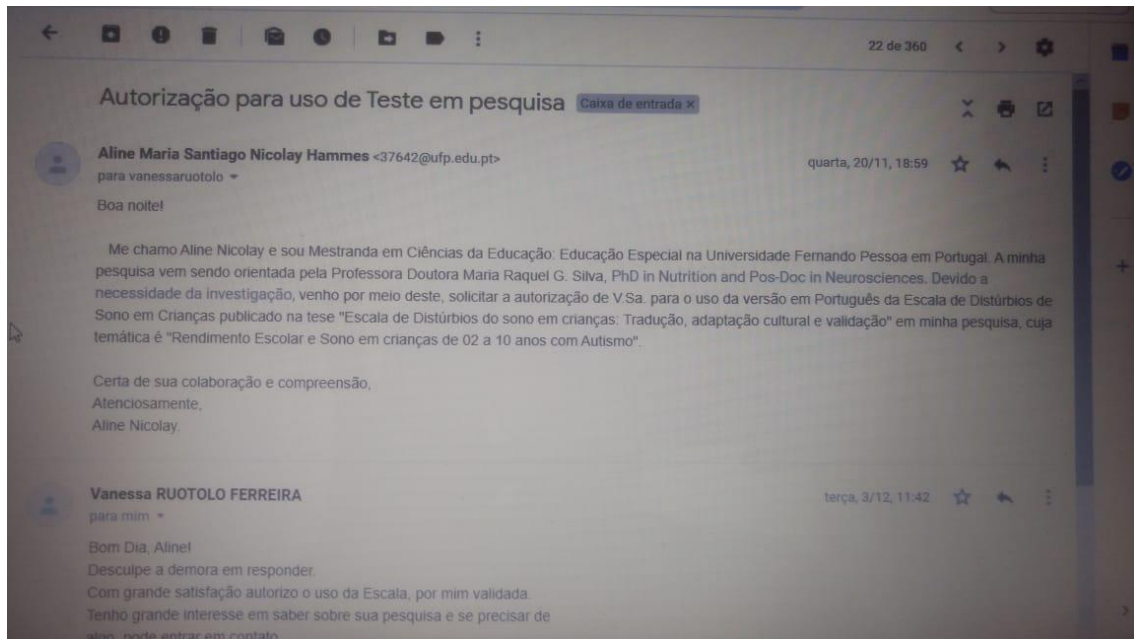 22 de 360
Autorização para uso de Teste em pesquisa Caixa de entrada ×
Aline Maria Santiago Nicolay Hammes <37642@ufp.edu.pt>
quarta, 20/11, 18:59
para vanessaruotolo
Boa noite!
Me chamo Aline Nicolay e sou Mestranda em Ciências da Educação: Educação Especial na Universidade Fernando Pessoa em Portugal. A minha
pesquisa vem sendo orientada pela Professora Doutora Maria Raquel G. Silva, PhD in Nutrition and Pos-Doc in Neurosciences. Devido a
necessidade da investigação, venho por meio deste, solicitar a autorização de V.Sa. para o uso da versão em Português da Escala de Distúrbios de
Sono em Crianças publicado na tese "Escala de Distúrbios do sono em crianças: Tradução, adaptação cultural e validação" em minha pesquisa, cuja
temática é "Rendimento Escolar e Sono em crianças de 02 a 10 anos com Autismo".
Certa de sua colaboração e compreensão,
Atenciosamente,
Aline Nicolay.
Vanessa RUOTOLO FERREIRA
terça, 3/12, 11:42
para mim
Bom Dia, Aline!
Desculpe a demora em responder.
Com grande satisfação autorizo o uso da Escala, por mim validada.
Tenho grande interesse em saber sobre sua pesquisa e se precisar de
algo, pode entrar em contato